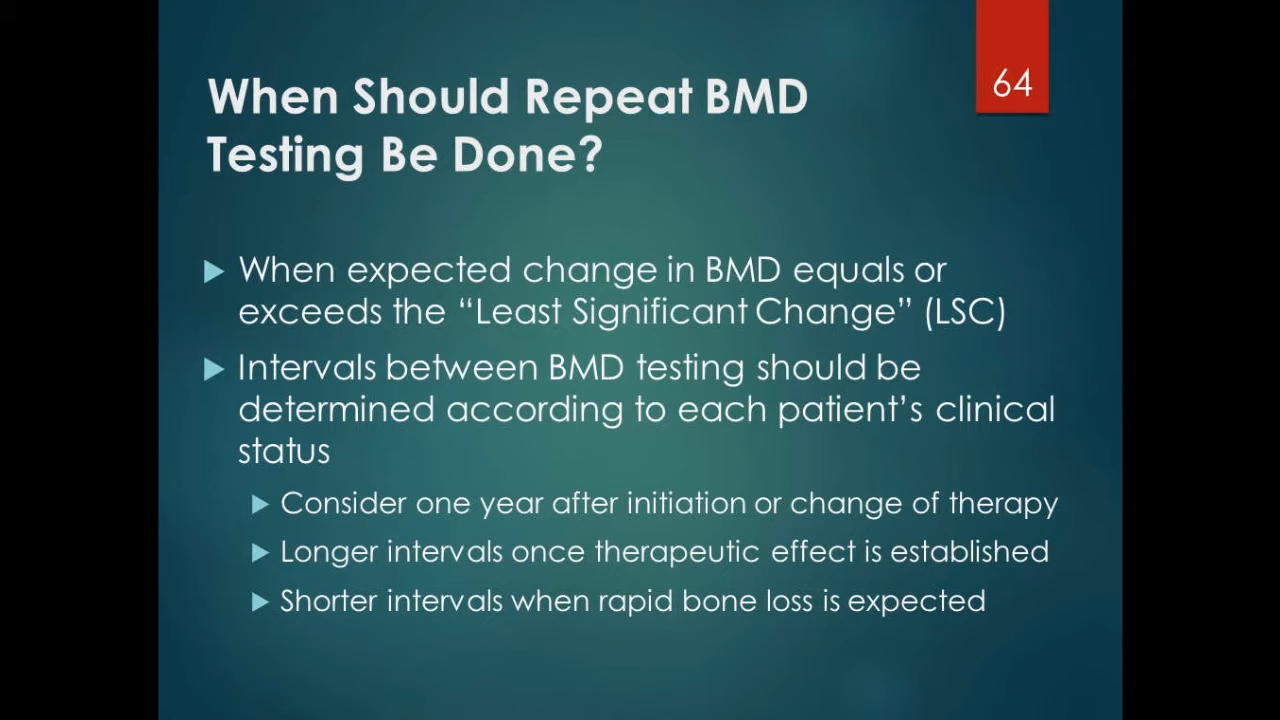 64
When Should Repeat BMD
Testing Be Done?
When expected change in BMD equals or
exceeds the “Least Significant Change” (LSC)
Intervals between BMD testing should be
determined according to each patient’s clinical
status
Consider one year after initiation or change of therapy
Longer intervals once therapeutic effect is established
Shorter intervals when rapid bone loss is expected